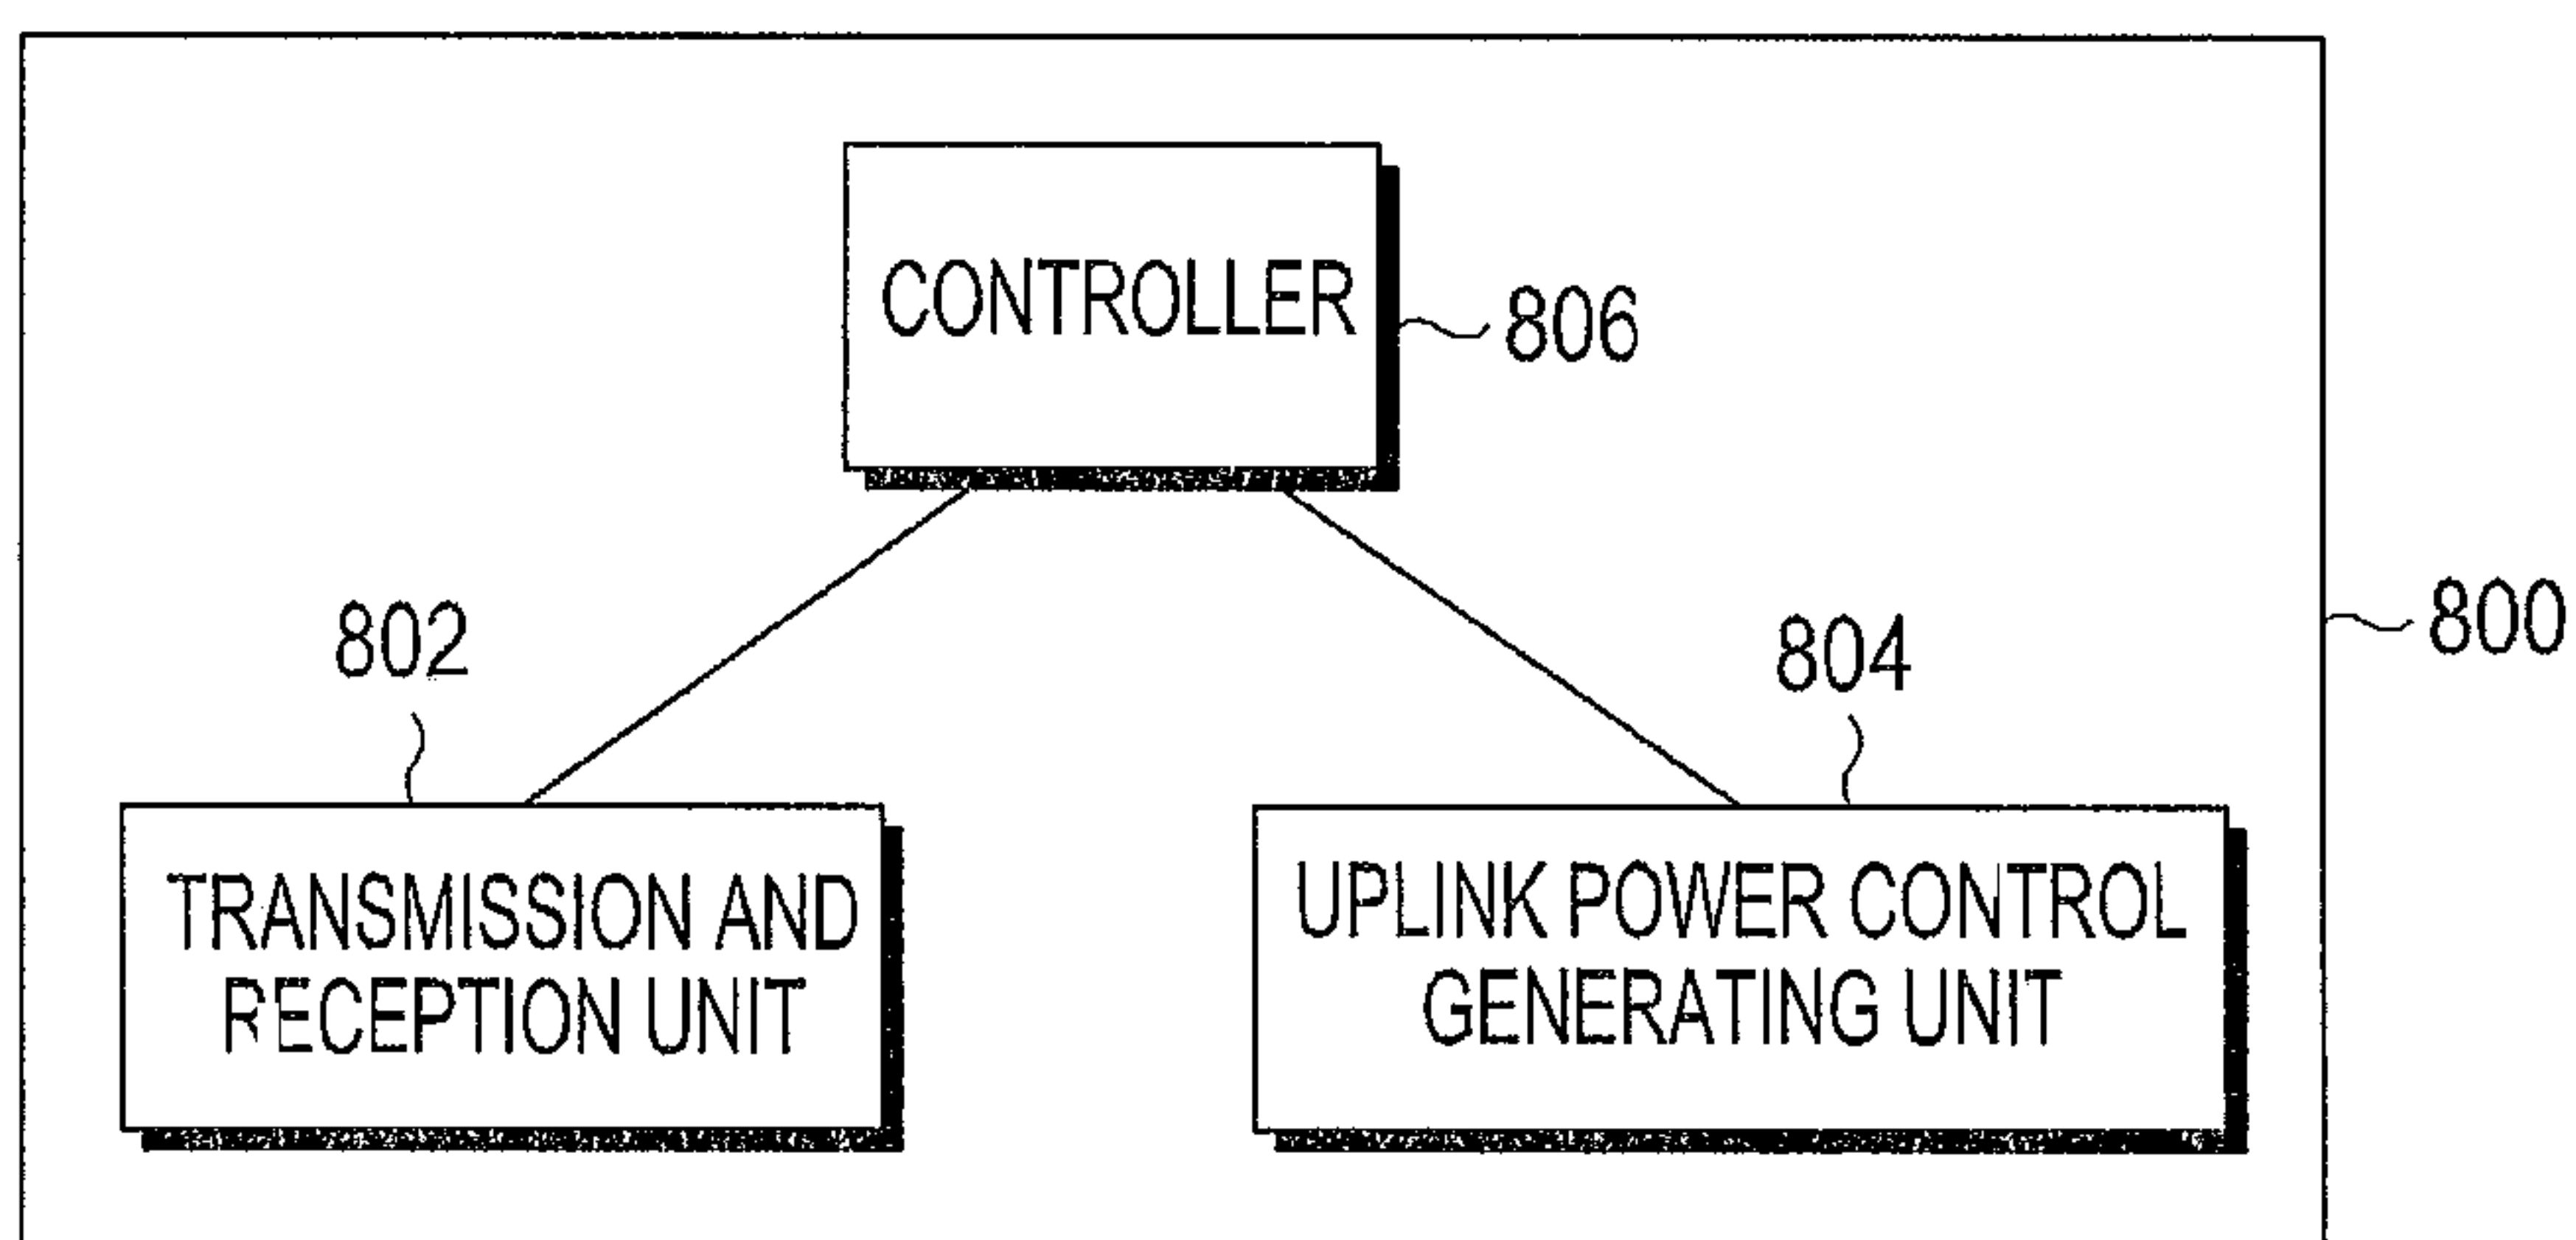 CONTROLLER
806
800
802
804
TRANSMISSION AND
RECEPTION UNIT
UPLINK POWER CONTROL
GENERATING UNIT